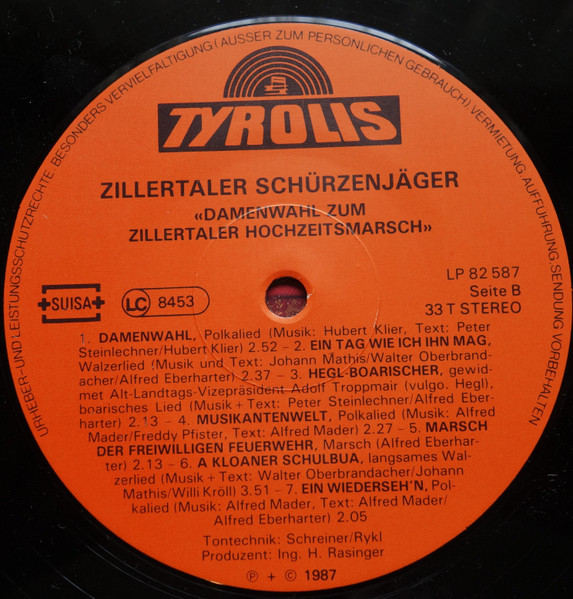 URHEBER- UND LEISTUNGSSCHUTZRECHTE, BESONDERS VERVIELFÄLTIGUNG (AUSSER ZUM PERSÖNLICHEN GEBRAUCH), VERMIETUNG, AUFFÜHRUNG, SENDUNG VORBEHALTEN
TYROLIS
ZILLERTALER SCHÜRZENJÄGER
«DAMENWAHL ZUM
ZILLERTALER HOCHZEITSMARSCH»
SUISA
LC 8453
LP 82 587
Seite B
33 T STEREO
1. DAMENWAHL, Polkalied (Musik: Hubert Klier, Text: Peter
Steinlechner/Hubert Klier) 2.52 – 2. EIN TAG WIE ICH IHN MAG,
Walzerlied (Musik und Text: Johann Mathis/Walter Oberbrand-
acher/Alfred Eberharter) 2.37 – 3. HEGL-BOARISCHER, gewid-
met Alt-Landtags-Vizepräsident Adolf Troppmair (vulgo. Hegl),
boarisches Lied (Musik + Text: Peter Steinlechner/Alfred Eber-
harter) 2.13 – 4. MUSIKANTENWELT, Polkalied (Musik: Alfred
Mader/Freddy Pfister, Text: Alfred Mader) 2.27 – 5. MARSCH
DER FREIWILLIGEN FEUERWEHR, Marsch (Alfred Eberhar-
ter) 2.13 – 6. A KLOANER SCHULBUA, langsames Wal-
zerlied (Musik + Text: Walter Oberbrandacher/Johann
Mathis/Willi Kröll) 3.51 – 7. EIN WIEDERSEH'N, Pol-
kalied (Musik: Alfred Mader, Text: Alfred Mader/
Alfred Eberharter) 2.05
Tontechnik: Schreiner/Rykl
Produzent: Ing. H. Rasinger
℗ + © 1987